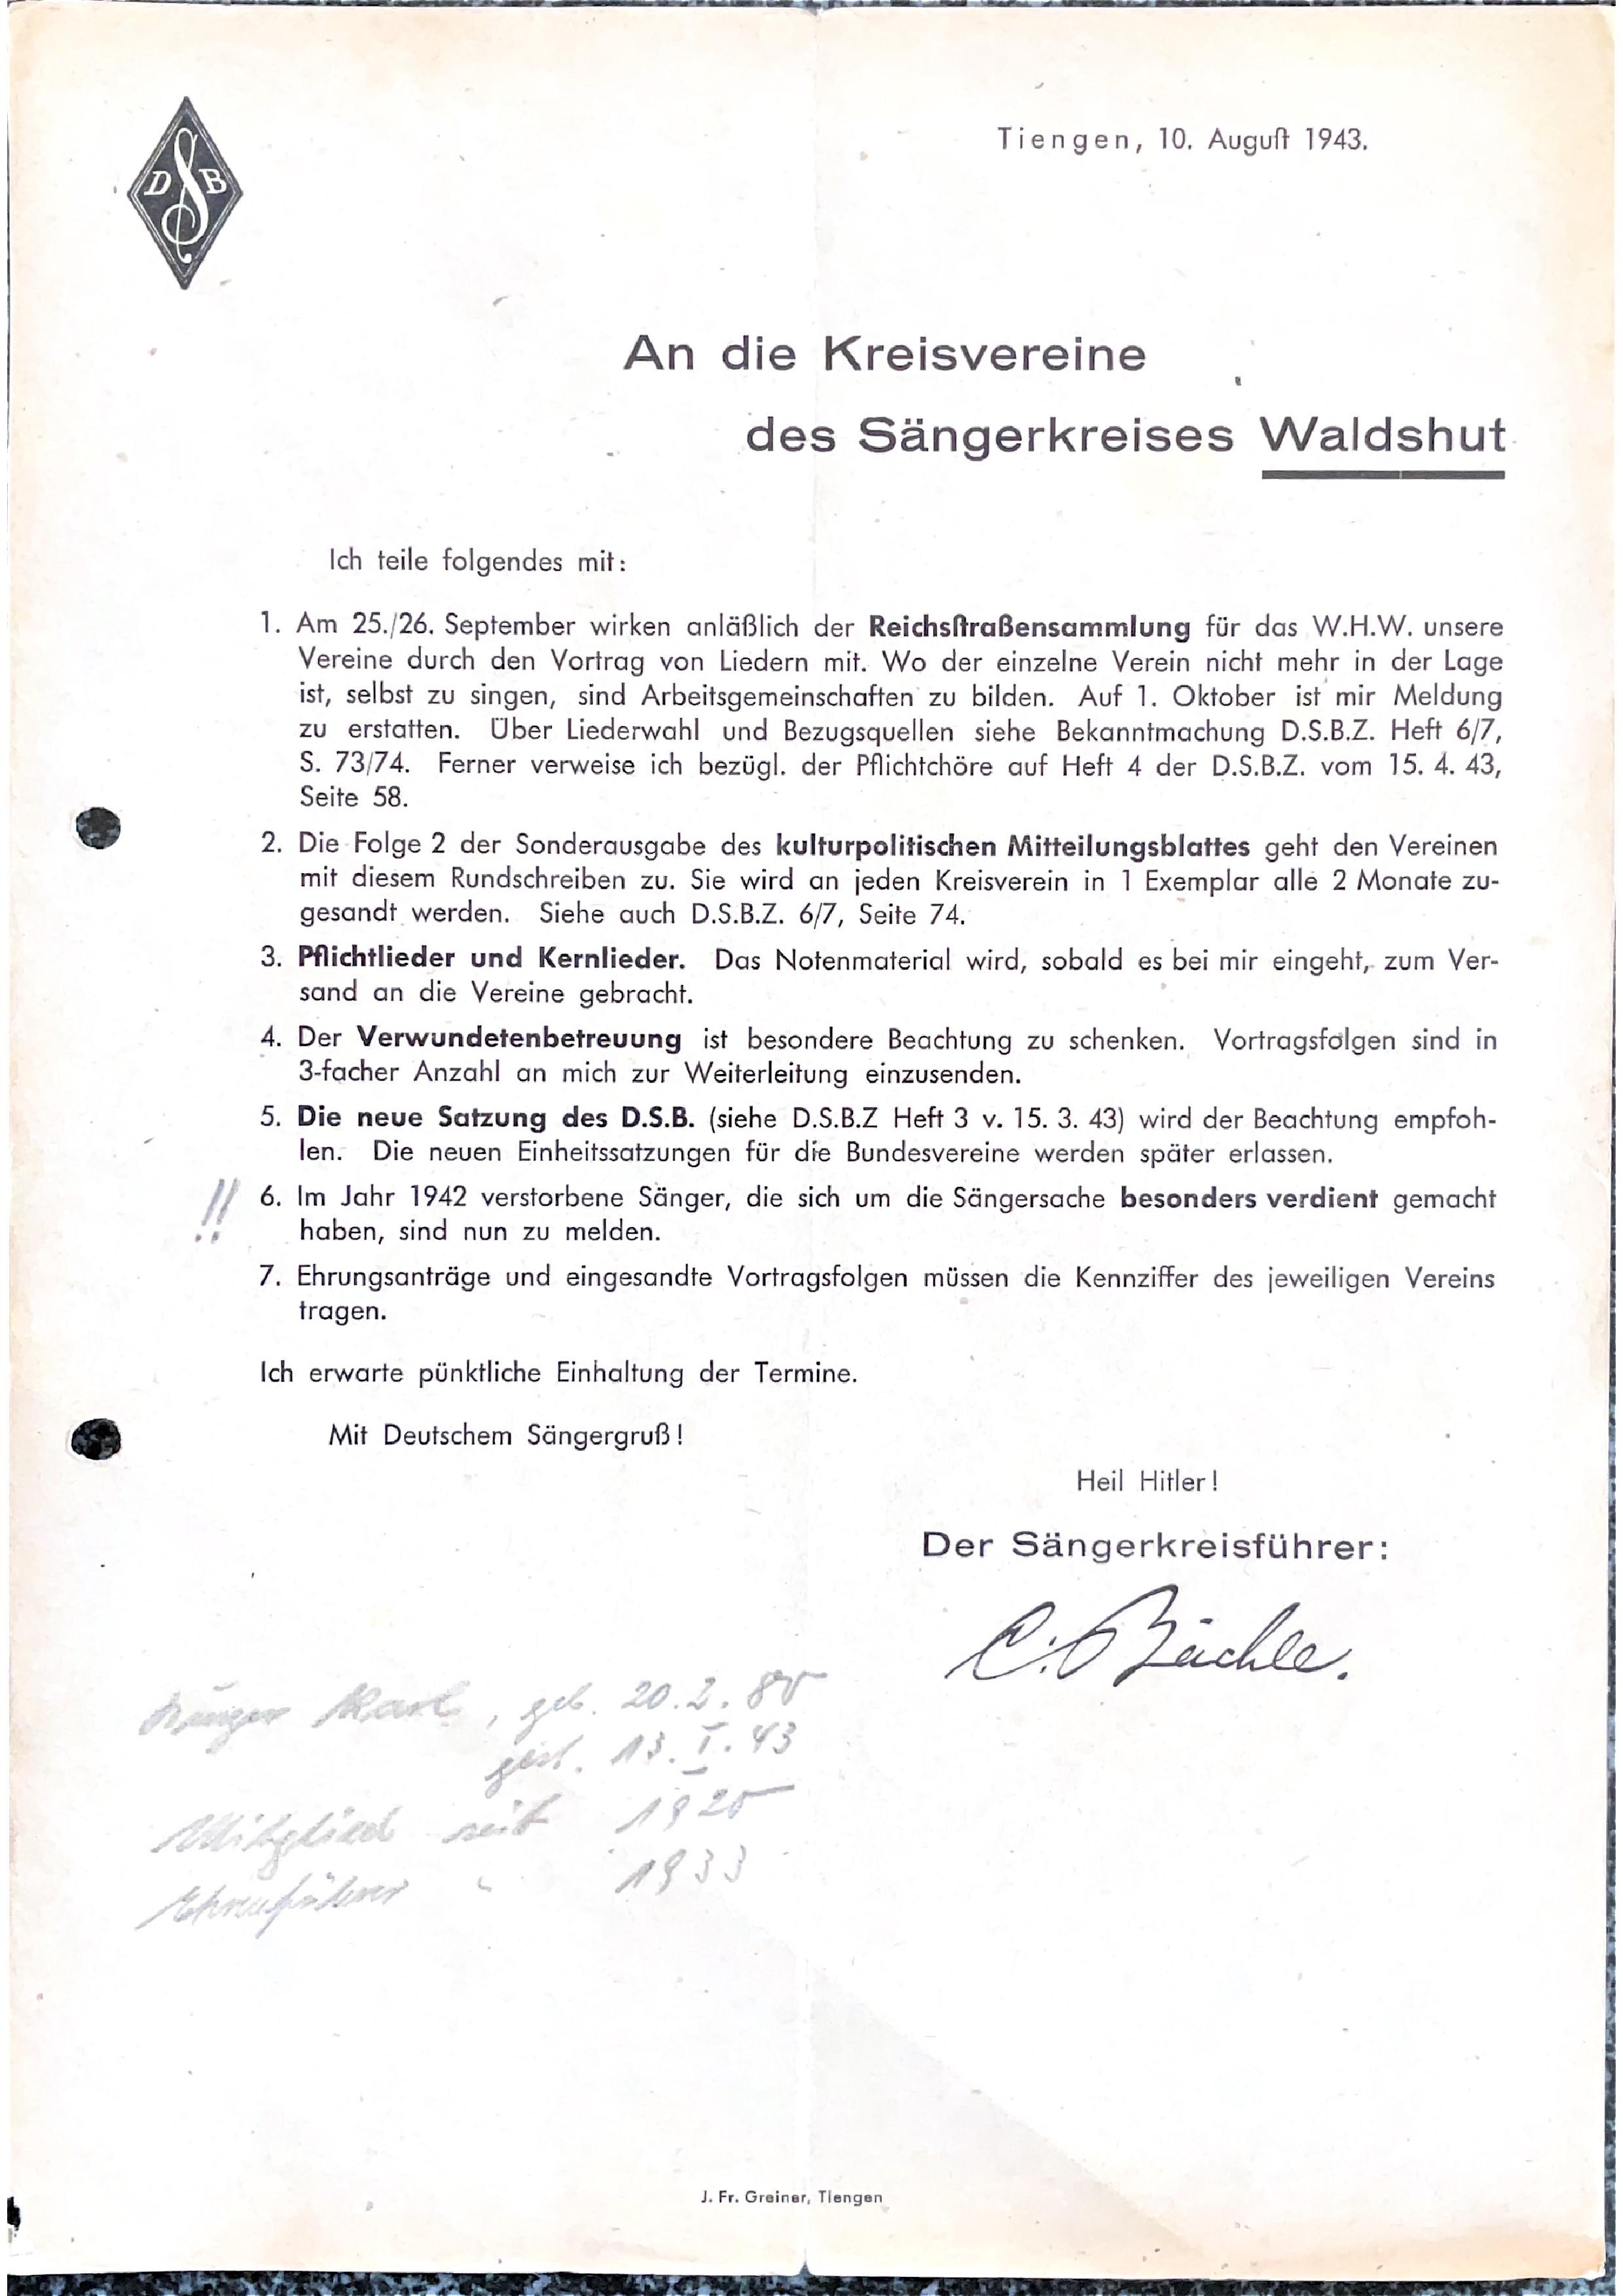 D S B
Tiengen, 10. August 1943.
An die Kreisvereine
des Sängerkreises Waldshut
Ich teile folgendes mit:
1. Am 25./26. September wirken anläßlich der Reichsstraßensammlung für das W.H.W. unsere
Vereine durch den Vortrag von Liedern mit. Wo der einzelne Verein nicht mehr in der Lage
ist, selbst zu singen, sind Arbeitsgemeinschaften zu bilden. Auf 1. Oktober ist mir Meldung
zu erstatten. Über Liederwahl und Bezugsquellen siehe Bekanntmachung D.S.B.Z. Heft 6/7,
S. 73/74. Ferner verweise ich bezügl. der Pflichtchöre auf Heft 4 der D.S.B.Z. vom 15. 4. 43,
Seite 58.
2. Die Folge 2 der Sonderausgabe des kulturpolitischen Mitteilungsblattes geht den Vereinen
mit diesem Rundschreiben zu. Sie wird an jeden Kreisverein in 1 Exemplar alle 2 Monate zu-
gesandt werden. Siehe auch D.S.B.Z. 6/7, Seite 74.
3. Pflichtlieder und Kernlieder. Das Notenmaterial wird, sobald es bei mir eingeht, zum Ver-
sand an die Vereine gebracht.
4. Der Verwundetenbetreuung ist besondere Beachtung zu schenken. Vortragsfolgen sind in
3-facher Anzahl an mich zur Weiterleitung einzusenden.
5. Die neue Satzung des D.S.B. (siehe D.S.B.Z Heft 3 v. 15. 3. 43) wird der Beachtung empfoh-
len. Die neuen Einheitssatzungen für die Bundesvereine werden später erlassen.
!! 6. Im Jahr 1942 verstorbene Sänger, die sich um die Sängersache besonders verdient gemacht
haben, sind nun zu melden.
7. Ehrungsanträge und eingesandte Vortragsfolgen müssen die Kennziffer des jeweiligen Vereins
tragen.
Ich erwarte pünktliche Einhaltung der Termine.
Mit Deutschem Sängergruß!
Heil Hitler!
Der Sängerkreisführer:
C. Bächle.
Karl, geb. 20.2.80
gest. 13. I. 43
Mitglied seit 1920
" 1933
J. Fr. Greiner, Tiengen